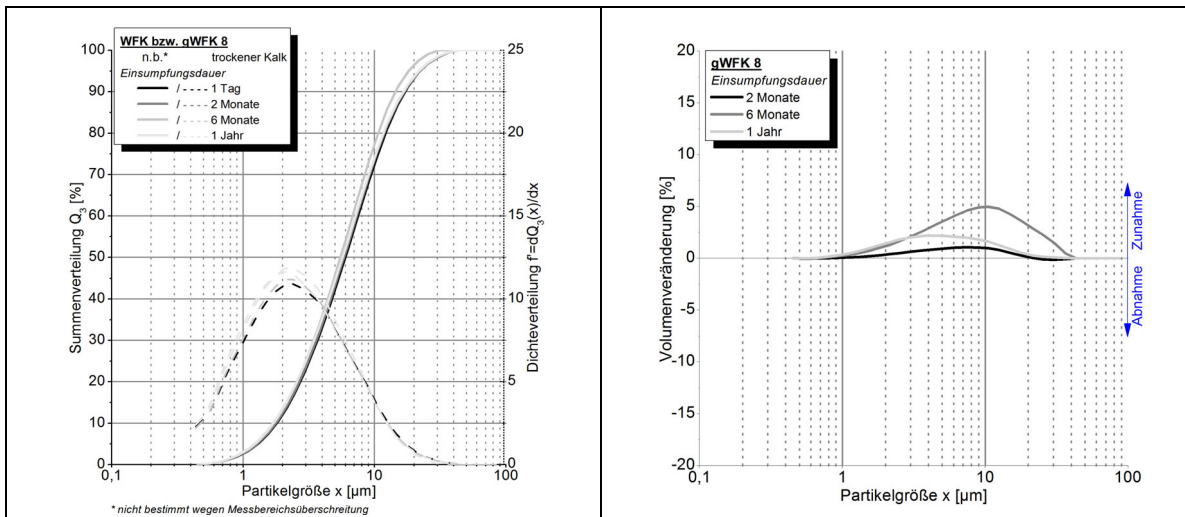 WFK bzw. gWFK 8
n.b.* trockener Kalk
Einsumpfungsdauer
/ 1 Tag
/ 2 Monate
/ 6 Monate
/ 1 Jahr
Summenverteilung Q3 [%]
100
90
80
70
60
50
40
30
20
10
0
0,1
1
10
100
25
20
15
10
5
0
Dichteverteilung f'=dQ3(x)/dx
Partikelgröße x [µm]
* nicht bestimmt wegen Messbereichsüberschreitung
gWFK 8
Einsumpfungsdauer
2 Monate
6 Monate
1 Jahr
Volumenveränderung [%]
20
15
10
5
0
-5
-10
-15
-20
0,1
1
10
100
Partikelgröße x [µm]
Zunahme
Abnahme